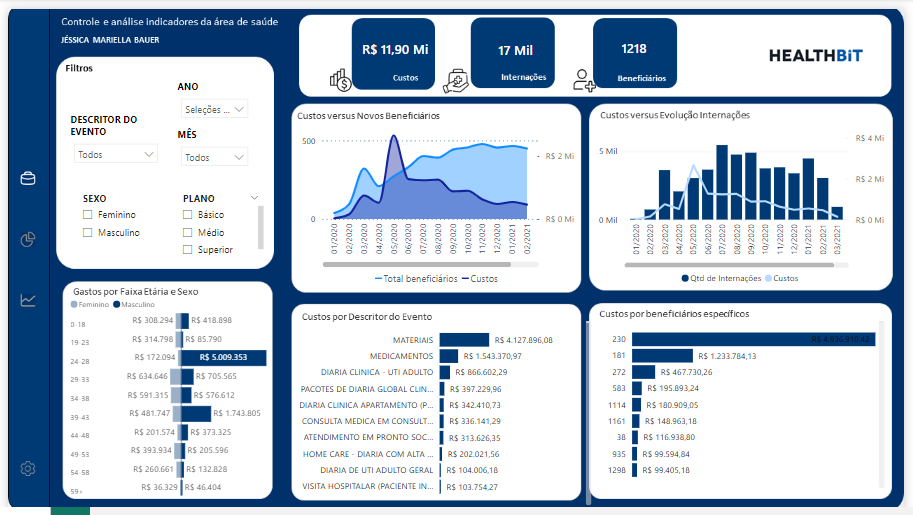 Controle e análise indicadores da área de saúde
JÉSSICA MARIELLA BAUER
R$ 11,90 Mi
Custos
17 Mil
Internações
1218
Beneficiários
HEALTHBiT
Filtros
ANO
Seleções ...
DESCRITOR DO
EVENTO
Todos
MÊS
Todos
SEXO
Feminino
Masculino
PLANO
Básico
Médio
Superior
Custos versus Novos Beneficiários
500
0
R$ 2 Mi
R$ 0 Mi
01/2020
02/2020
03/2020
04/2020
05/2020
06/2020
07/2020
08/2020
09/2020
10/2020
11/2020
12/2020
01/2021
02/2021
Total beneficiários
Custos
Custos versus Evolução Internações
5 Mil
0 Mil
R$ 4 Mi
R$ 2 Mi
R$ 0 Mi
01/2020
02/2020
03/2020
04/2020
05/2020
06/2020
07/2020
08/2020
09/2020
10/2020
11/2020
12/2020
01/2021
02/2021
03/2021
Qtd de Internações
Custos
Gastos por Faixa Etária e Sexo
Feminino Masculino
0-18 R$ 308.294 R$ 418.898
19-23 R$ 314.798 R$ 85.790
24-28 R$ 172.094 R$ 5.009.353
29-33 R$ 634.646 R$ 705.565
34-38 R$ 591.315 R$ 576.612
39-43 R$ 481.747 R$ 1.743.805
44-48 R$ 201.574 R$ 373.325
49-53 R$ 393.934 R$ 205.596
54-58 R$ 260.661 R$ 132.828
59+ R$ 36.329 R$ 46.404
Custos por Descritor do Evento
MATERIAIS R$ 4.127.896,08
MEDICAMENTOS R$ 1.543.370,97
DIARIA CLINICA - UTI ADULTO R$ 866.602,29
PACOTES DE DIARIA GLOBAL CLIN... R$ 397.229,96
DIARIA CLINICA APARTAMENTO (P... R$ 342.410,73
CONSULTA MEDICA EM CONSULT... R$ 336.141,29
ATENDIMENTO EM PRONTO SOC... R$ 313.626,35
HOME CARE - DIARIA COM ALTA ... R$ 202.021,56
DIARIA DE UTI ADULTO GERAL R$ 104.006,18
VISITA HOSPITALAR (PACIENTE IN... R$ 103.754,27
Custos por beneficiários específicos
230
181 R$ 1.233.784,13
272 R$ 467.730,26
583 R$ 195.893,24
1114 R$ 180.909,05
1161 R$ 148.963,18
38 R$ 116.938,80
935 R$ 99.594,84
1298 R$ 99.405,18